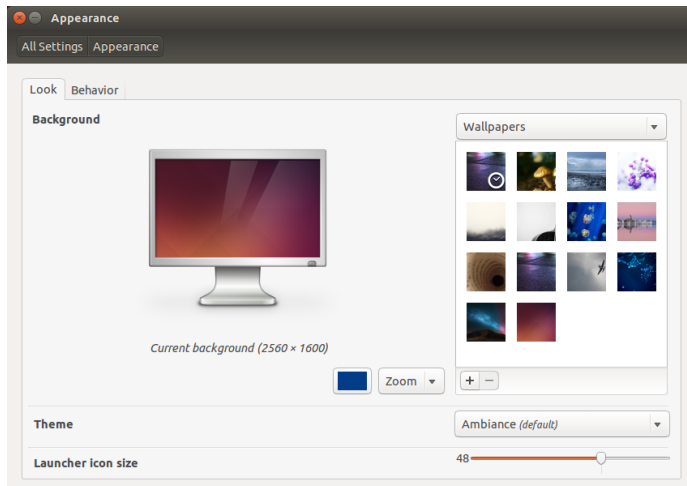 Appearance
All Settings Appearance
Look Behavior
Background
Wallpapers
Current background (2560 × 1600)
Zoom
+ −
Theme
Ambiance (default)
Launcher icon size
48